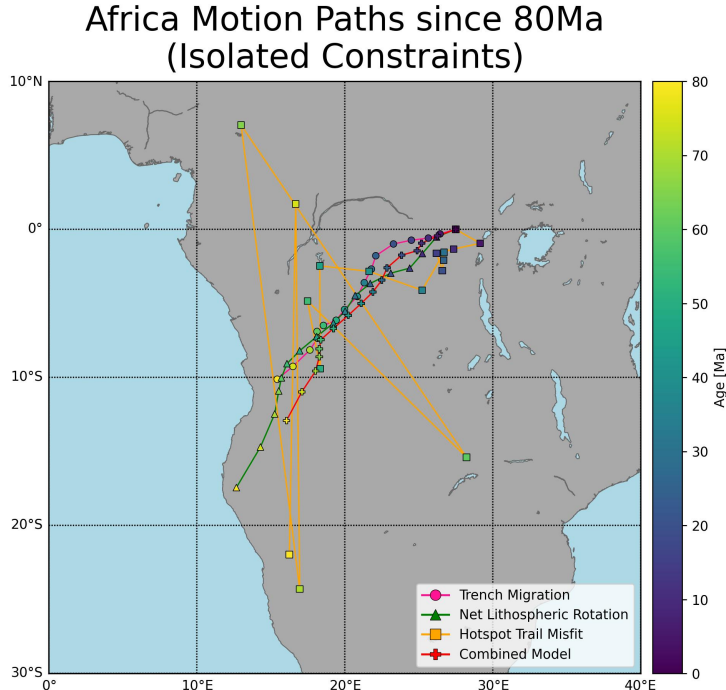 Africa Motion Paths since 80Ma
(Isolated Constraints)
10°N
0°
10°S
20°S
30°S
0°
10°E
20°E
30°E
40°E
Trench Migration
Net Lithospheric Rotation
Hotspot Trail Misfit
Combined Model
80
70
60
50
40
30
20
10
0
Age [Ma]